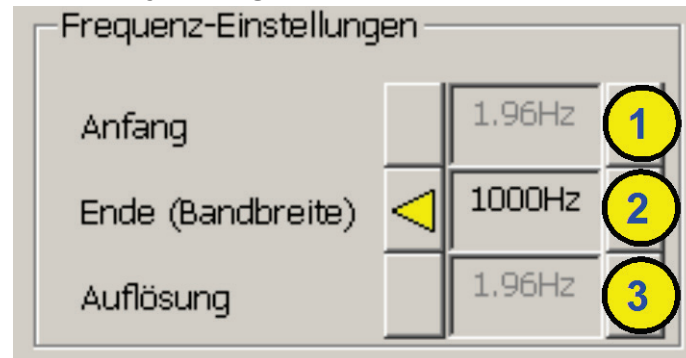 Frequenz-Einstellungen
Anfang 1.96Hz 1
Ende (Bandbreite) 1000Hz 2
Auflösung 1.96Hz 3